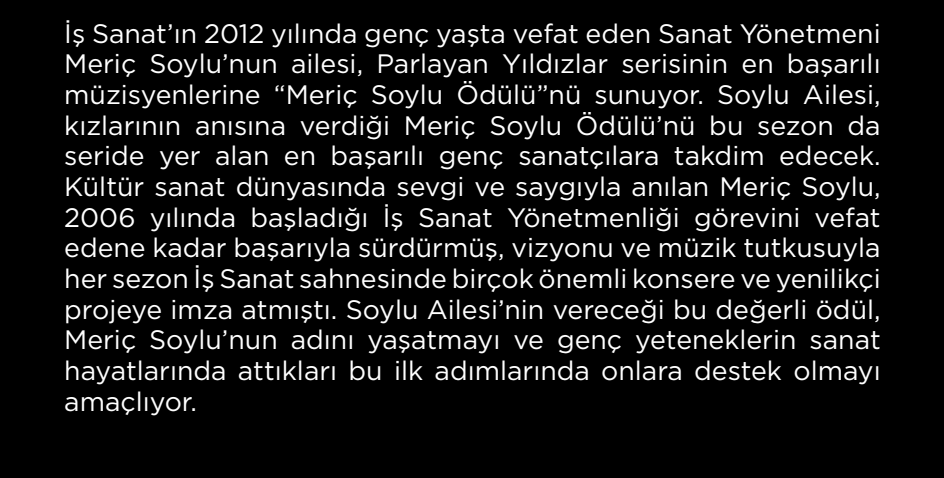 İş Sanat’ın 2012 yılında genç yaşta vefat eden Sanat Yönetmeni
Meriç Soylu’nun ailesi, Parlayan Yıldızlar serisinin en başarılı
müzisyenlerine “Meriç Soylu Ödülü”nü sunuyor. Soylu Ailesi,
kızlarının anısına verdiği Meriç Soylu Ödülü’nü bu sezon da
seride yer alan en başarılı genç sanatçılara takdim edecek.
Kültür sanat dünyasında sevgi ve saygıyla anılan Meriç Soylu,
2006 yılında başladığı İş Sanat Yönetmenliği görevini vefat
edene kadar başarıyla sürdürmüş, vizyonu ve müzik tutkusuyla
her sezon İş Sanat sahnesinde birçok önemli konsere ve yenilikçi
projeye imza atmıştı. Soylu Ailesi’nin vereceği bu değerli ödül,
Meriç Soylu’nun adını yaşatmayı ve genç yeteneklerin sanat
hayatlarında attıkları bu ilk adımlarında onlara destek olmayı
amaçlıyor.